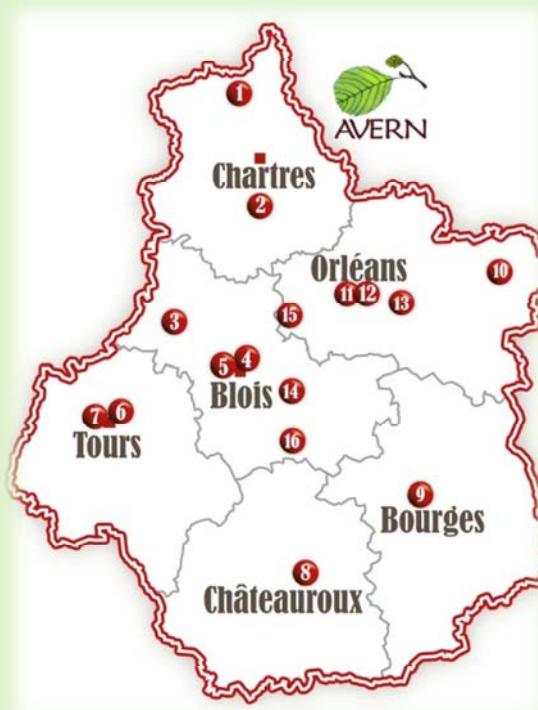 1
AVERN
Chartres
2
Orléans
10
11 12 13
3
15
5 4
Blois
14
7 6
Tours
16
9
Bourges
8
Châteauroux